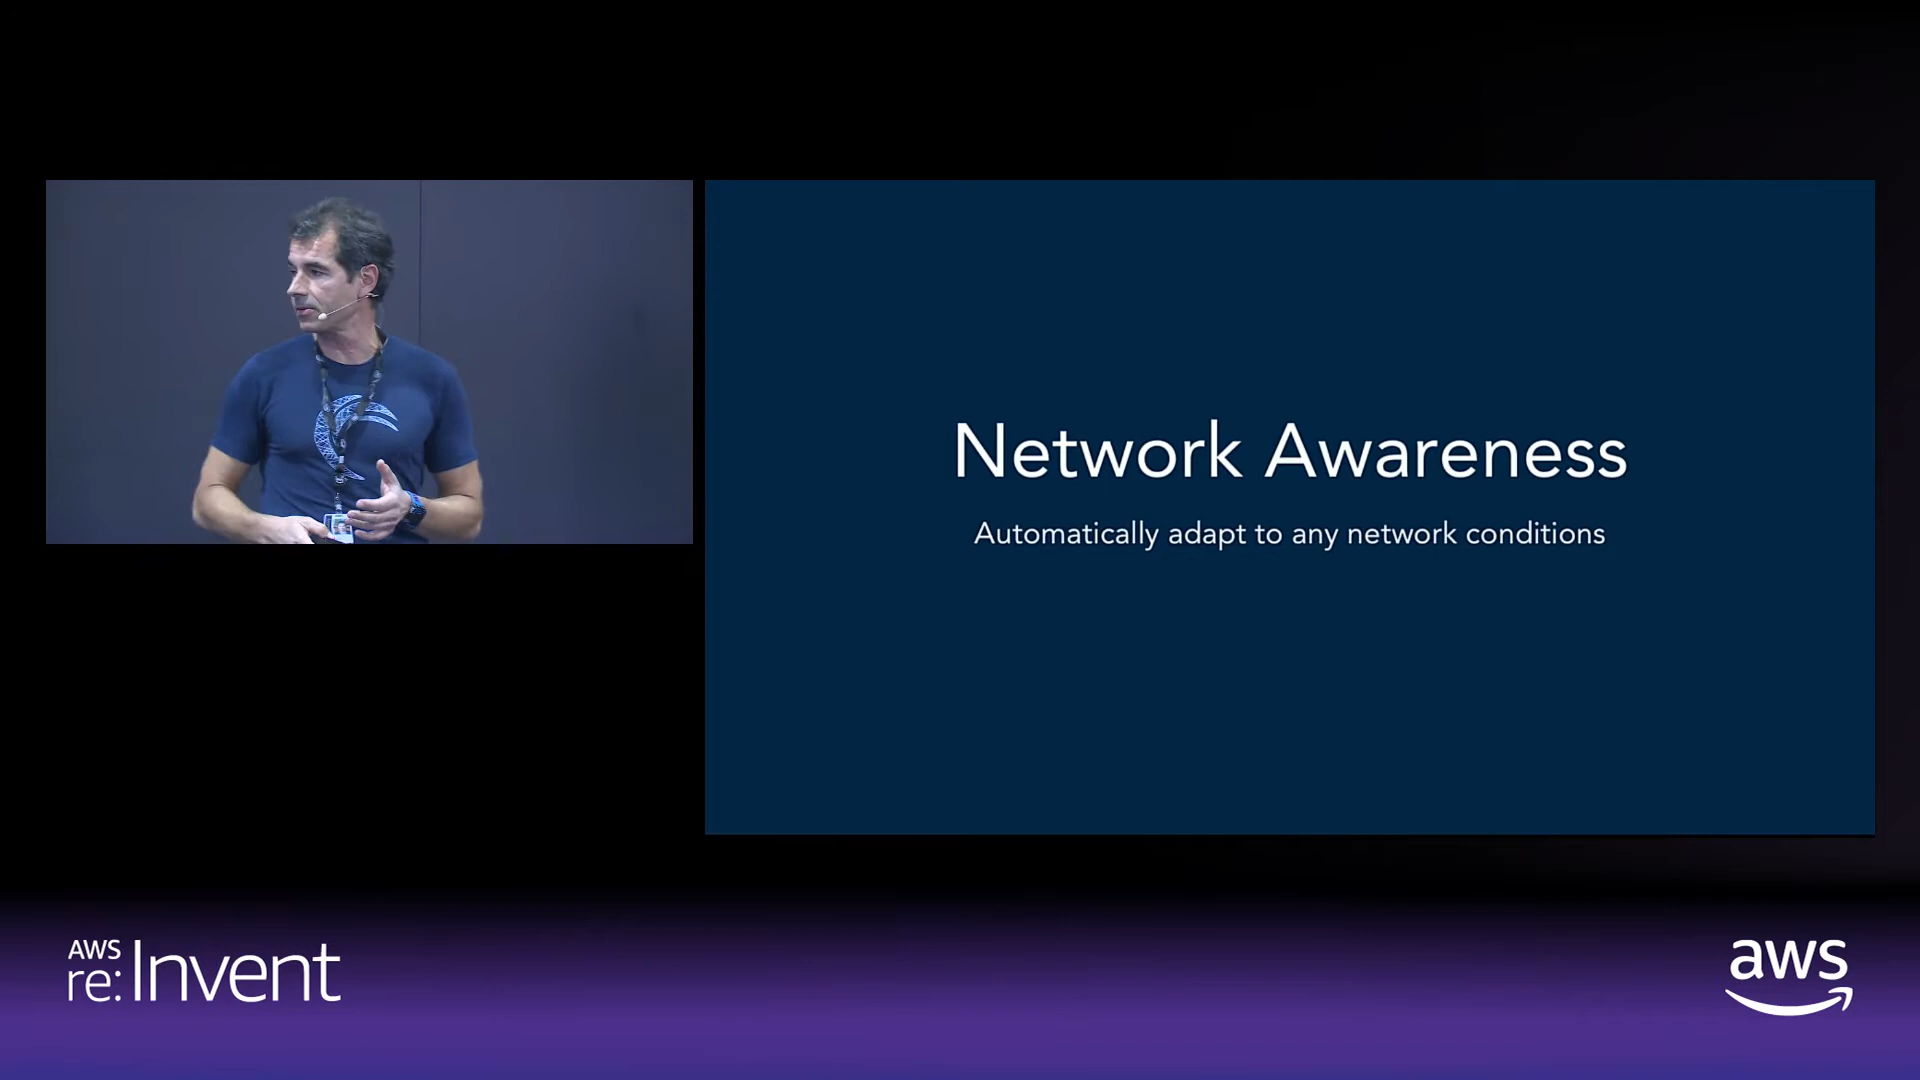 Network Awareness
Automatically adapt to any network conditions
AWS
re:Invent
aws